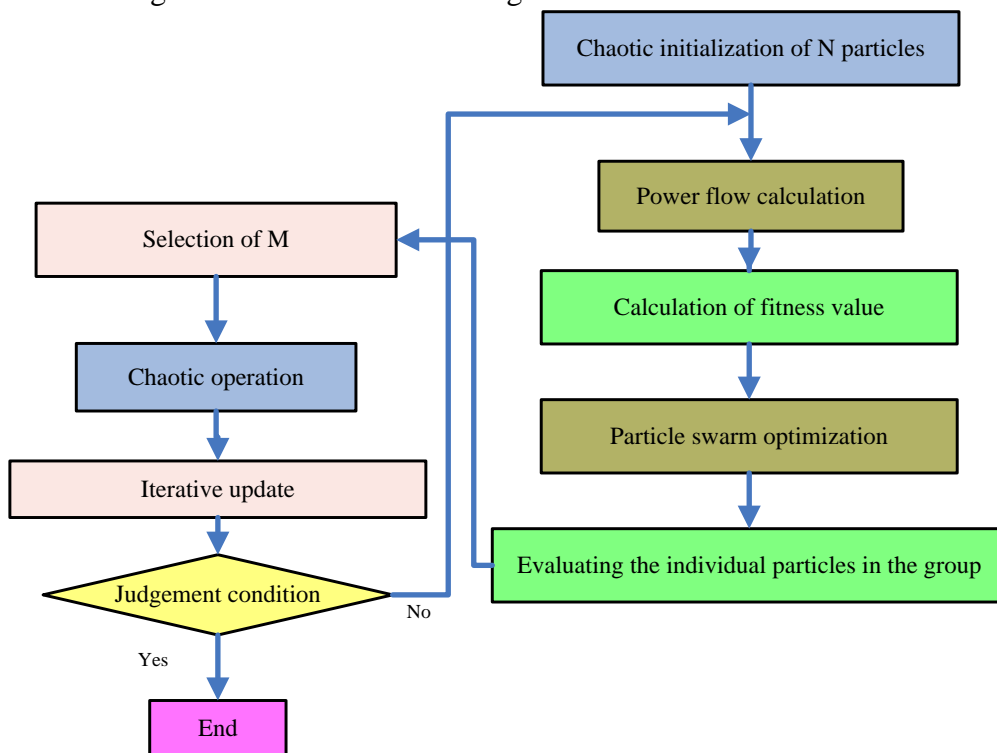 Chaotic initialization of N particles
Power flow calculation
Selection of M
Calculation of fitness value
Chaotic operation
Particle swarm optimization
Iterative update
Evaluating the individual particles in the group
Judgement condition
No
Yes
End